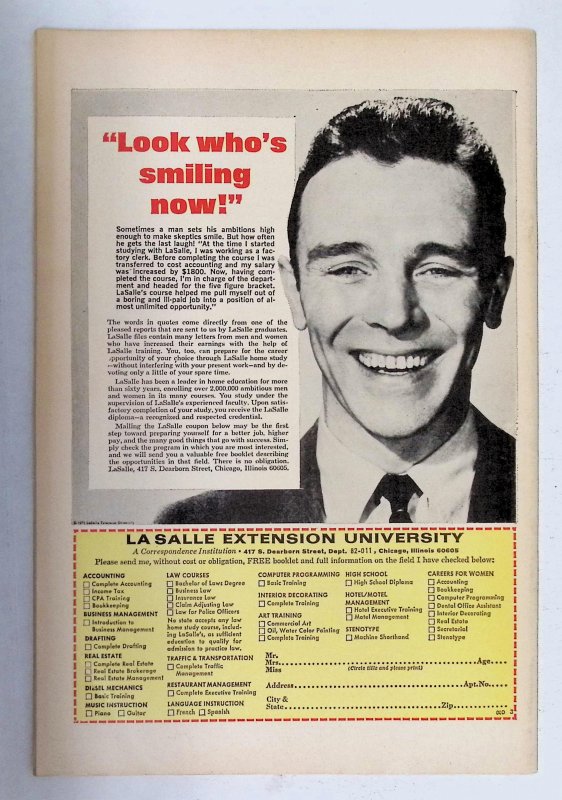 “Look who’s
smiling
now!”
Sometimes a man sets his ambitions high
enough to make skeptics smile. But how often
he gets the last laugh! “At the time I started
studying with LaSalle, I was working as a fac-
tory clerk. Before completing the course I was
transferred to cost accounting and my salary
was increased by $1800. Now, having com-
pleted the course, I’m in charge of the depart-
ment and headed for the five figure bracket.
LaSalle’s course helped me pull myself out of
a boring and ill-paid job into a position of al-
most unlimited opportunity.”
The words in quotes come directly from one of the
pleased reports that are sent to us by LaSalle graduates.
LaSalle files contain many letters from men and women
who have increased their earnings with the help of
LaSalle training. You, too, can prepare for the career
opportunity of your choice through LaSalle home study
—without interfering with your present work—and by de-
voting only a little of your spare time.
LaSalle has been a leader in home education for more
than sixty years, enrolling over 2,000,000 ambitious men
and women in its many courses. You study under the
supervision of LaSalle’s experienced faculty. Upon satis-
factory completion of your study, you receive the LaSalle
diploma—a recognized and respected credential.
Mailing the LaSalle coupon below may be the first
step toward preparing yourself for a better job, higher
pay, and the many good things that go with success. Sim-
ply check the program in which you are most interested,
and we will send you a valuable free booklet describing
the opportunities in that field. There is no obligation.
LaSalle, 417 S. Dearborn Street, Chicago, Illinois 60605.
LaSalle Extension University
LA SALLE EXTENSION UNIVERSITY
A Correspondence Institution • 417 S. Dearborn Street, Dept. 82-011, Chicago, Illinois 60605
Please send me, without cost or obligation, FREE booklet and full information on the field I have checked below:
ACCOUNTING
Complete Accounting
Income Tax
CPA Training
Bookkeeping
BUSINESS MANAGEMENT
Introduction to
Business Management
DRAFTING
Complete Drafting
REAL ESTATE
Complete Real Estate
Real Estate Brokerage
Real Estate Management
DIESEL MECHANICS
Basic Training
MUSIC INSTRUCTION
Piano Guitar
LAW COURSES
Bachelor of Laws Degree
Business Law
Insurance Law
Claim Adjusting Law
Law for Police Officers
No state accepts any law
home study course, includ-
ing LaSalle’s, as sufficient
education to qualify for
admission to practice law.
TRAFFIC & TRANSPORTATION
Complete Traffic
Management
RESTAURANT MANAGEMENT
Complete Executive Training
LANGUAGE INSTRUCTION
French Spanish
COMPUTER PROGRAMMING
Basic Training
INTERIOR DECORATING
Complete Training
ART TRAINING
Commercial Art
Oil, Water Color Painting
Complete Training
HIGH SCHOOL
High School Diploma
HOTEL/MOTEL
MANAGEMENT
Hotel Executive Training
Motel Management
STENOTYPE
Machine Shorthand
CAREERS FOR WOMEN
Accounting
Bookkeeping
Computer Programming
Dental Office Assistant
Interior Decorating
Real Estate
Secretarial
Stenotype
Mr.
Mrs. Age
Miss (Circle title and please print)
Address Apt. No.
City &
State Zip